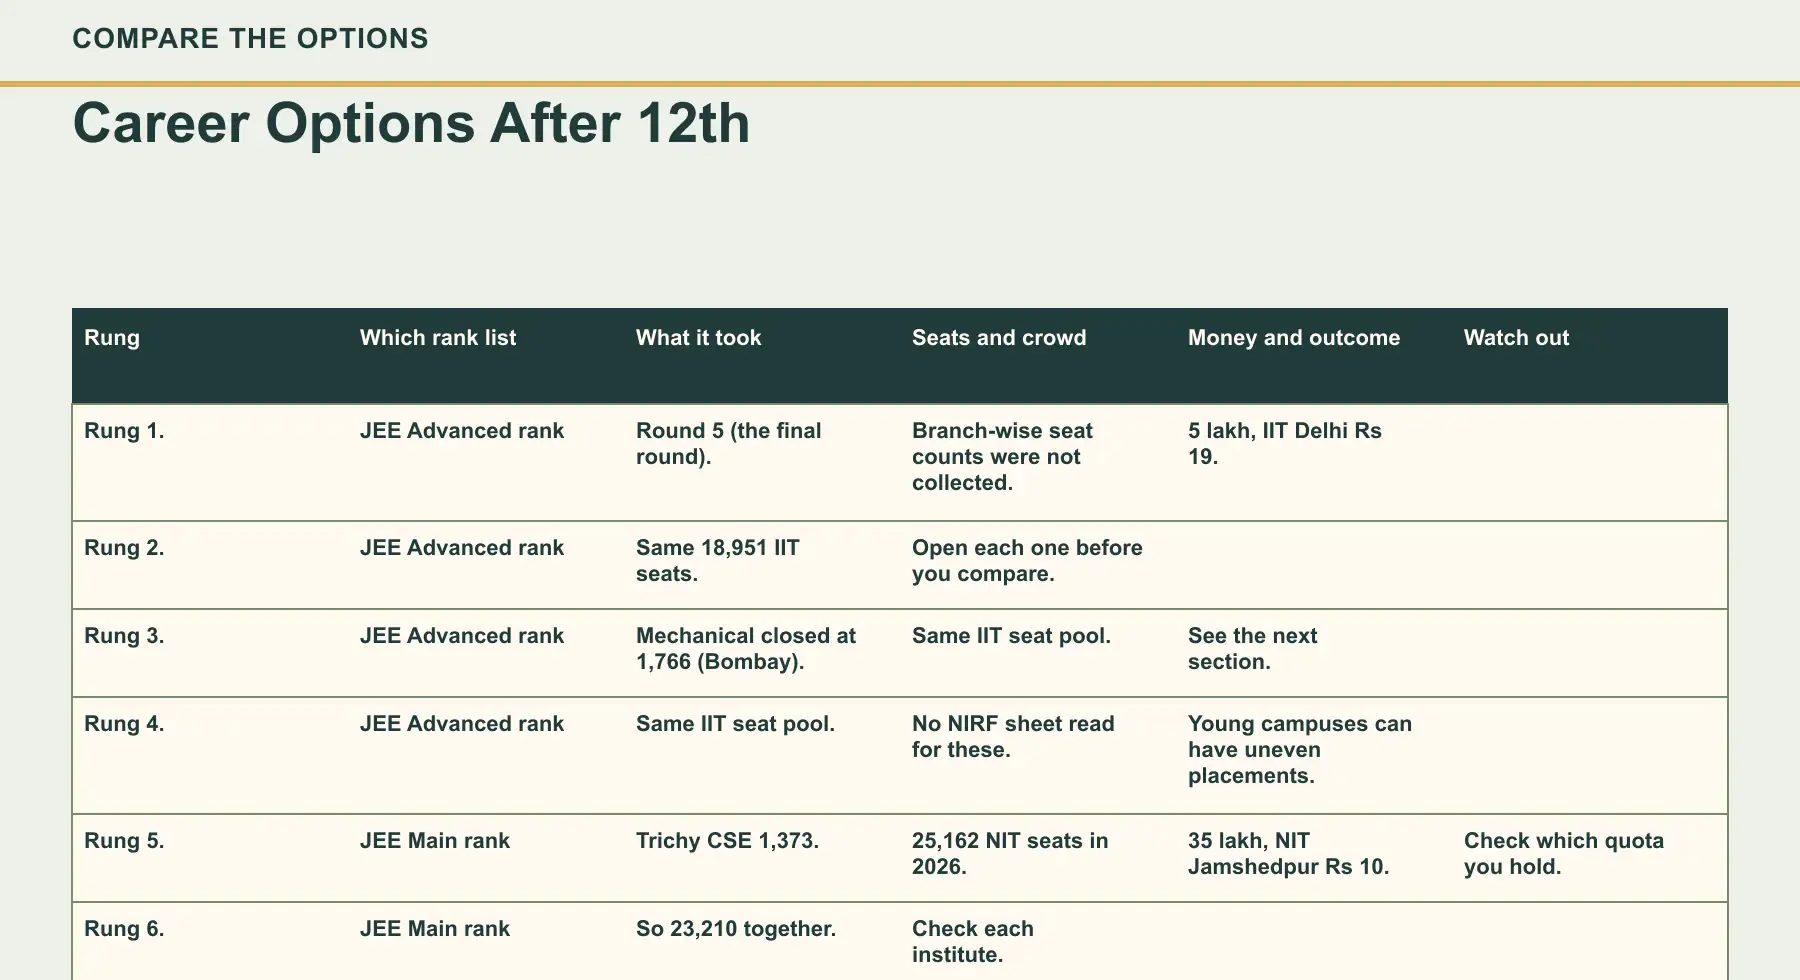 COMPARE THE OPTIONS
Career Options After 12th
Rung
Which rank list
What it took
Seats and crowd
Money and outcome
Watch out
Rung 1.
JEE Advanced rank
Round 5 (the final
round).
Branch-wise seat
counts were not
collected.
5 lakh, IIT Delhi Rs
19.
Rung 2.
JEE Advanced rank
Same 18,951 IIT
seats.
Open each one before
you compare.
Rung 3.
JEE Advanced rank
Mechanical closed at
1,766 (Bombay).
Same IIT seat pool.
See the next
section.
Rung 4.
JEE Advanced rank
Same IIT seat pool.
No NIRF sheet read
for these.
Young campuses can
have uneven
placements.
Rung 5.
JEE Main rank
Trichy CSE 1,373.
25,162 NIT seats in
2026.
35 lakh, NIT
Jamshedpur Rs 10.
Check which quota
you hold.
Rung 6.
JEE Main rank
So 23,210 together.
Check each
institute.